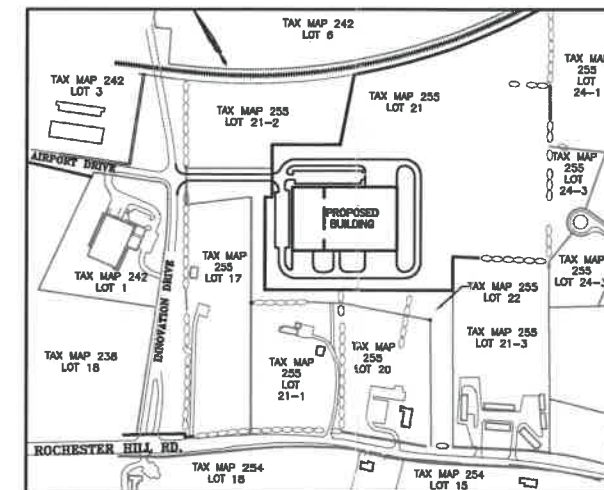 TAX MAP 242
LOT 6
TAX MAP 242
LOT 3
TAX MAP 255
LOT 21-2
TAX MAP 255
LOT 21
TAX MAP
255
LOT
24-1
AIRPORT DRIVE
TAX MAP
255
LOT
24-3
PROPOSED
BUILDING
TAX MAP 242
LOT 1
INNOVATION DRIVE
TAX MAP
255
LOT 17
TAX MAP 255
LOT 22
TAX MAP
255
LOT 24-3
TAX MAP 238
LOT 18
TAX MAP
255
LOT
21-1
TAX MAP
255
LOT 20
TAX MAP 255
LOT 21-3
ROCHESTER HILL RD.
TAX MAP 254
LOT 18
TAX MAP 254
LOT 15